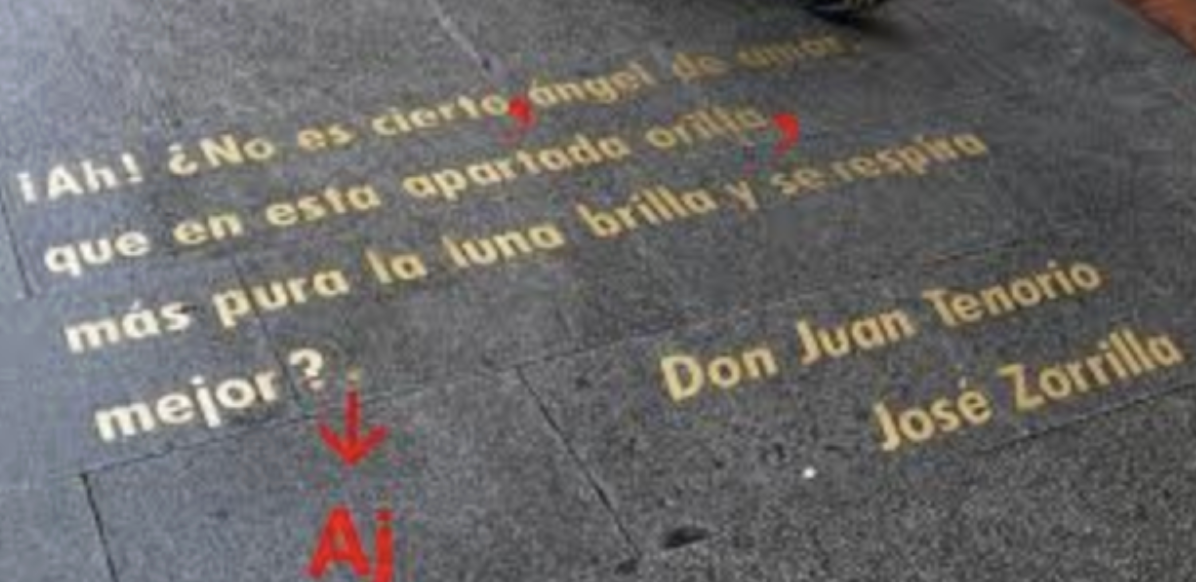 ¡Ah! ¿No es cierto, ángel de amor,
que en esta apartada orilla,
más pura la luna brilla y se respira
mejor?.
Don Juan Tenorio
José Zorrilla
Aj